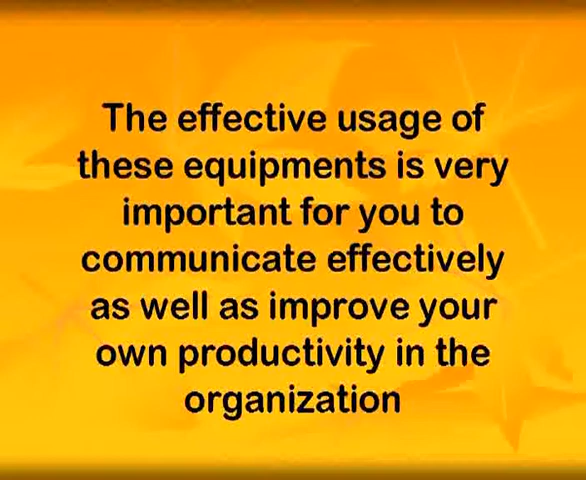 The effective usage of
these equipments is very
important for you to
communicate effectively
as well as improve your
own productivity in the
organization